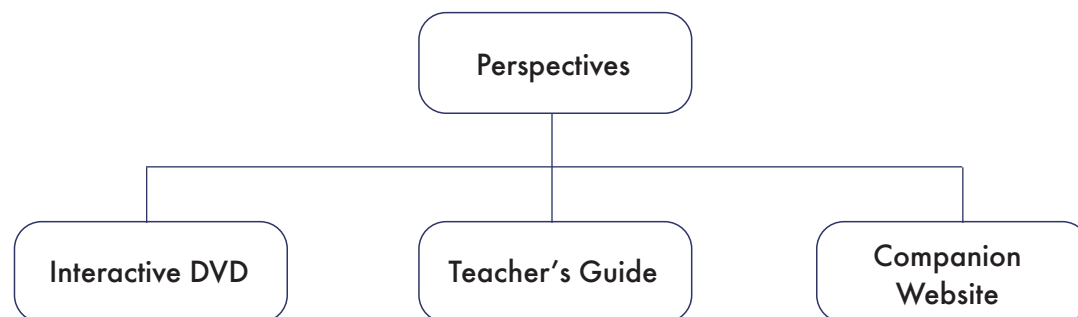 Perspectives
Interactive DVD
Teacher’s Guide
Companion
Website